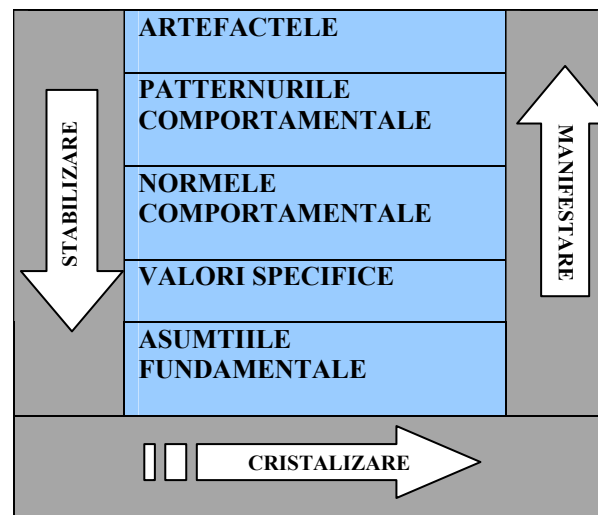 ARTEFACTELE
PATTERNURILE
COMPORTAMENTALE
NORMELE
COMPORTAMENTALE
VALORI SPECIFICE
ASUMTIILE
FUNDAMENTALE
STABILIZARE
MANIFESTARE
CRISTALIZARE